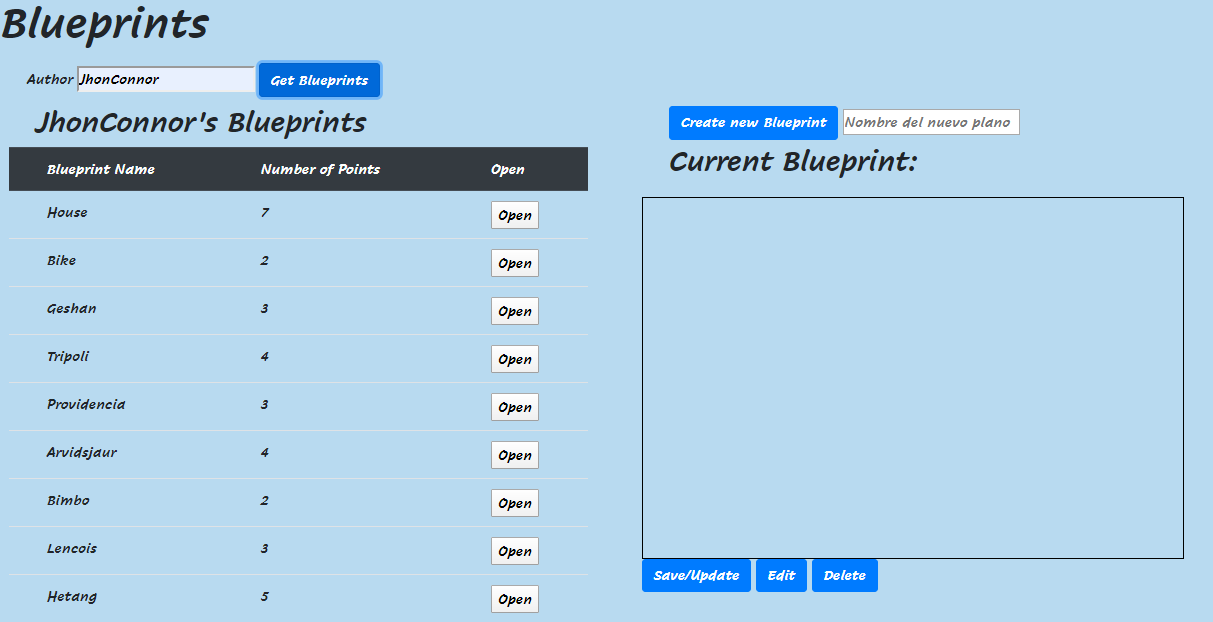 Blueprints
Author JhonConnor Get Blueprints
JhonConnor's Blueprints
Blueprint Name Number of Points Open
House 7 Open
Bike 2 Open
Geshan 3 Open
Tripoli 4 Open
Providencia 3 Open
Arvidsjaur 4 Open
Bimbo 2 Open
Lencois 3 Open
Hetang 5 Open
Create new Blueprint Nombre del nuevo plano
Current Blueprint:
Save/Update Edit Delete